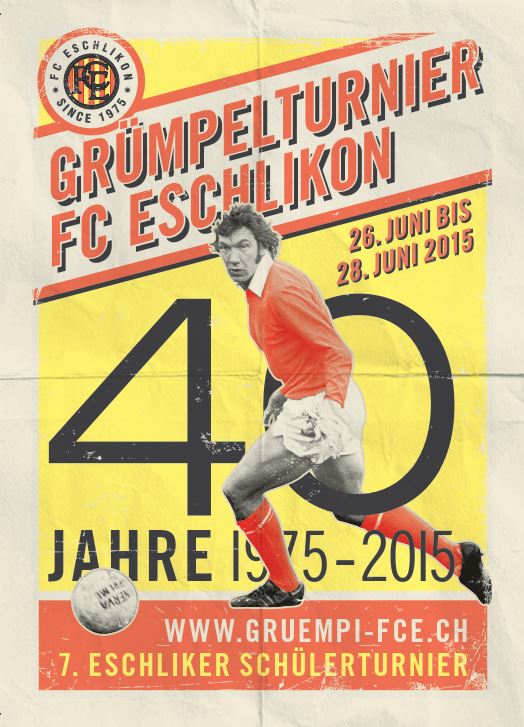 FC ESCHLIKON
FCE
SINCE 1975
GRÜMPELTURNIER
FC ESCHLIKON
26. JUNI BIS
28. JUNI 2015
40
JAHRE 1975-2015
WWW.GRUEMPI-FCE.CH
7. ESCHLIKER SCHÜLERTURNIER